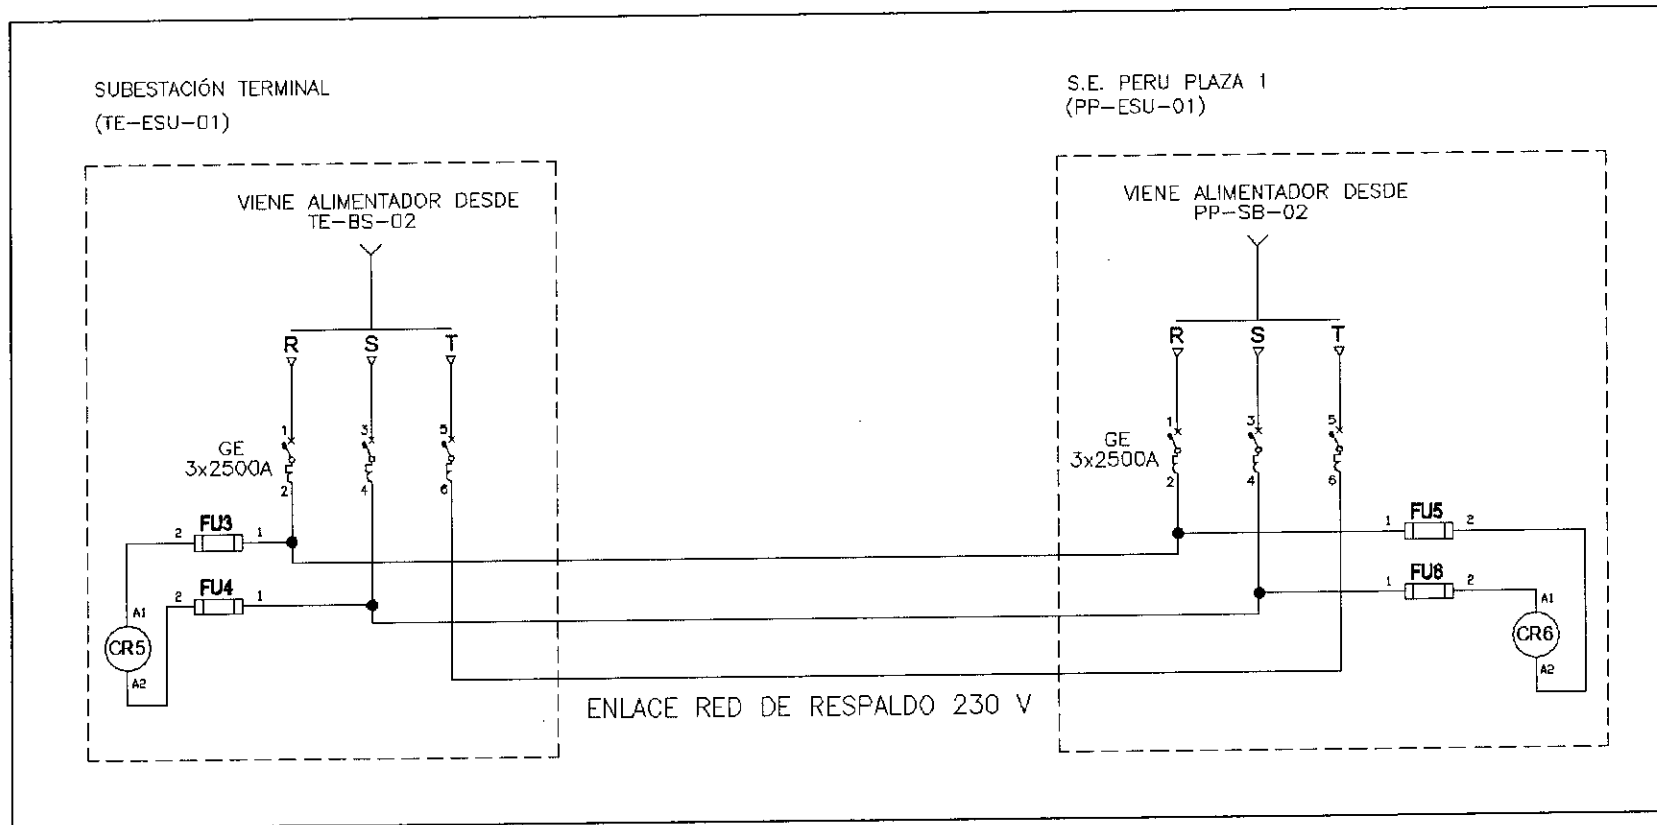 SUBESTACIÓN TERMINAL
(TE-ESU-01)
VIENE ALIMENTADOR DESDE
TE-BS-02
R S T
1 3 5
GE
3x2500A
2 4 6
2 FU3 1
2 FU4 1
A1
CR5
A2
S.E. PERU PLAZA 1
(PP-ESU-01)
VIENE ALIMENTADOR DESDE
PP-SB-02
R S T
1 3 5
GE
3x2500A
2 4 6
1 FU5 2
1 FU6 2
A1
CR6
A2
ENLACE RED DE RESPALDO 230 V